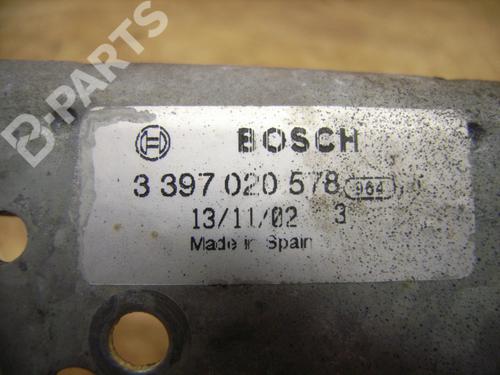 B-PARTS
BOSCH
3 397 020 578 964
13/11/02 3
Made in Spain